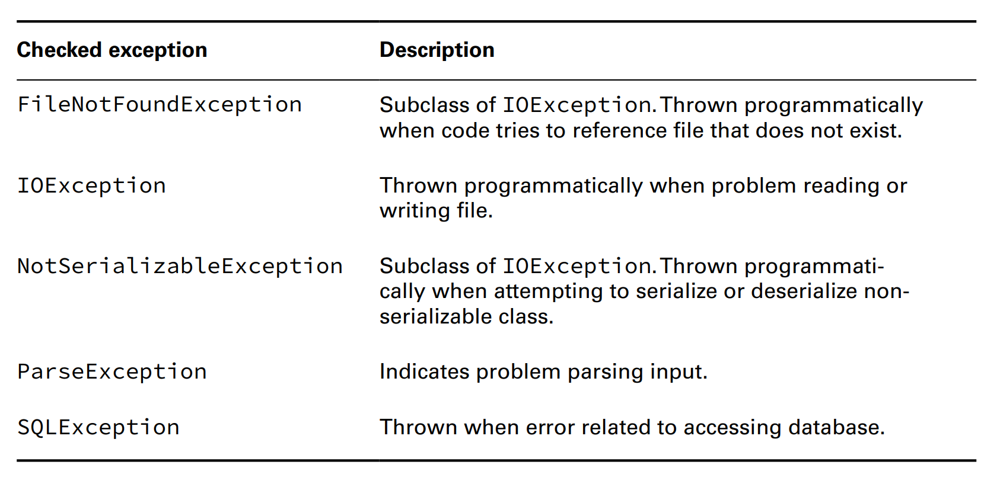 Checked exception Description
FileNotFoundException Subclass of IOException. Thrown programmatically
when code tries to reference file that does not exist.
IOException Thrown programmatically when problem reading or
writing file.
NotSerializableException Subclass of IOException. Thrown programmati-
cally when attempting to serialize or deserialize non-
serializable class.
ParseException Indicates problem parsing input.
SQLException Thrown when error related to accessing database.